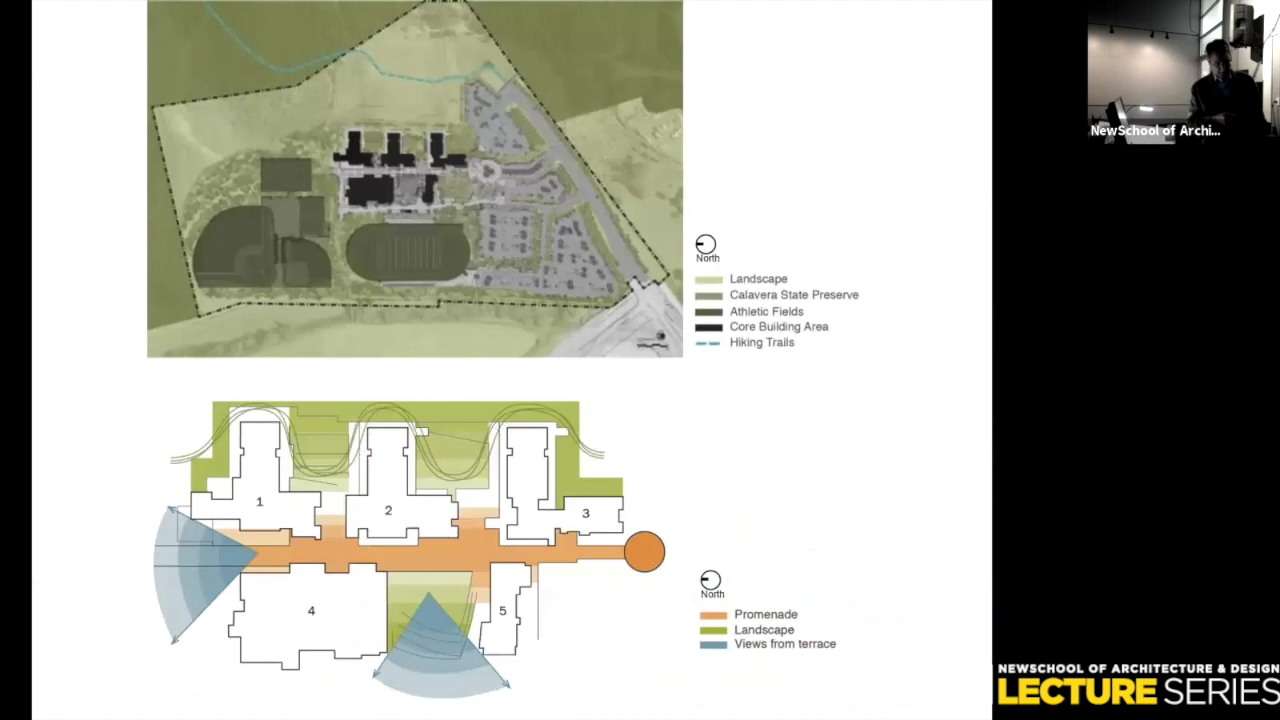 NewSchool of Archi...
North
Landscape
Calavera State Preserve
Athletic Fields
Core Building Area
Hiking Trails
1
2
3
4
5
North
Promenade
Landscape
Views from terrace
NEWSCHOOL OF ARCHITECTURE & DESIGN
LECTURE SERIES